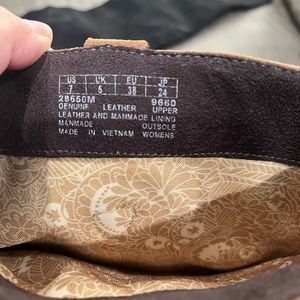 US UK EU JP
7 5 38 24
28656M 9660
GENUINE LEATHER UPPER
LEATHER AND MANMADE LINING
MANMADE OUTSOLE
MADE IN VIETNAM WOMENS